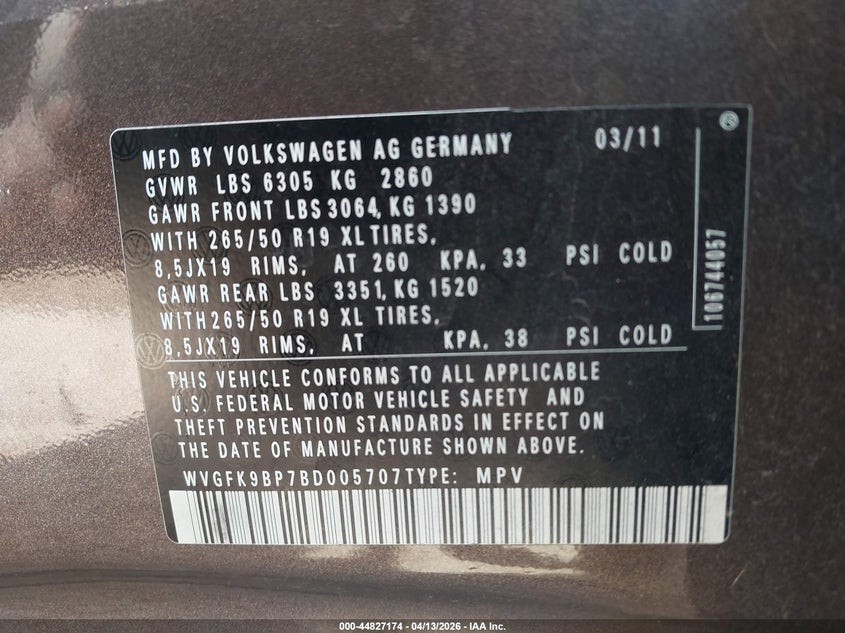 MFD BY VOLKSWAGEN AG GERMANY 03/11
GVWR LBS 6305 KG 2860
GAWR FRONT LBS 3064, KG 1390
WITH 265/50 R19 XL TIRES,
8,5JX19 RIMS, AT 260 KPA, 33 PSI COLD
GAWR REAR LBS 3351, KG 1520
WITH 265/50 R19 XL TIRES,
8,5JX19 RIMS, AT KPA, 38 PSI COLD
THIS VEHICLE CONFORMS TO ALL APPLICABLE
U.S. FEDERAL MOTOR VEHICLE SAFETY AND
THEFT PREVENTION STANDARDS IN EFFECT ON
THE DATE OF MANUFACTURE SHOWN ABOVE.
WVGFK9BP7BD005707TYPE: MPV
106744057
000-44827174 | 04/13/2026 - IAA Inc.